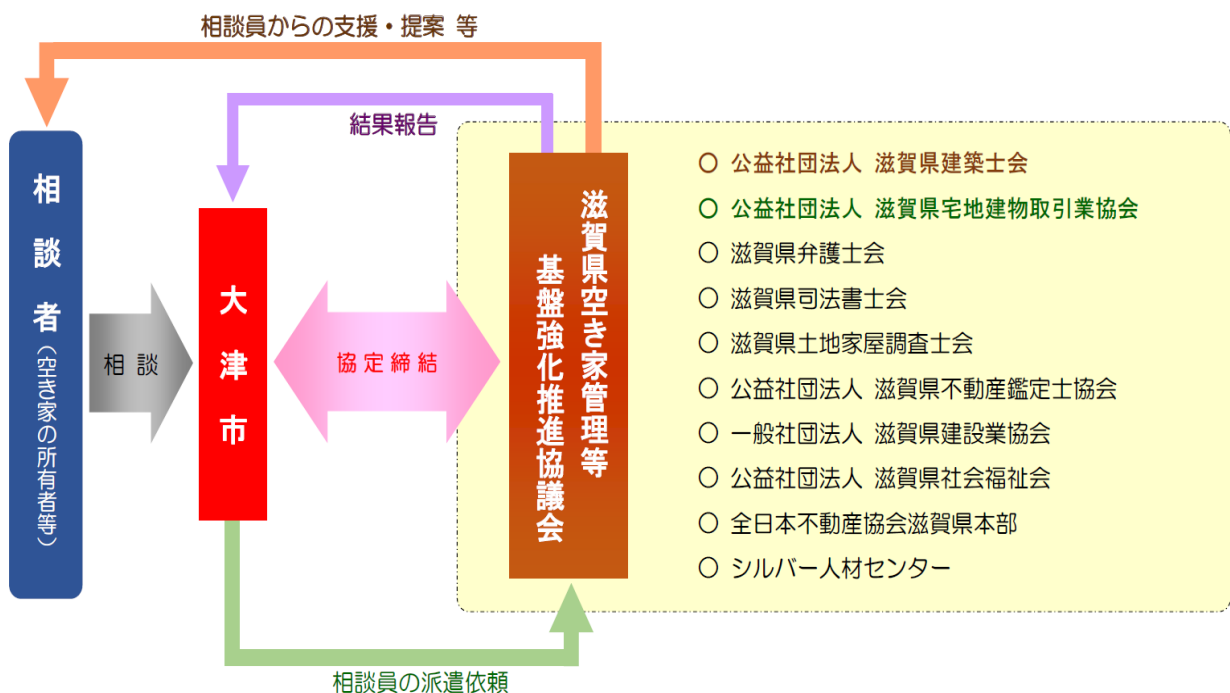 相談員からの支援・提案 等
結果報告
相談者(空き家の所有者等)
相談
大津市
協定締結
滋賀県空き家管理等
基盤強化推進協議会
○ 公益社団法人 滋賀県建築士会
○ 公益社団法人 滋賀県宅地建物取引業協会
○ 滋賀県弁護士会
○ 滋賀県司法書士会
○ 滋賀県土地家屋調査士会
○ 公益社団法人 滋賀県不動産鑑定士協会
○ 一般社団法人 滋賀県建設業協会
○ 公益社団法人 滋賀県社会福祉会
○ 全日本不動産協会滋賀県本部
○ シルバー人材センター
相談員の派遣依頼